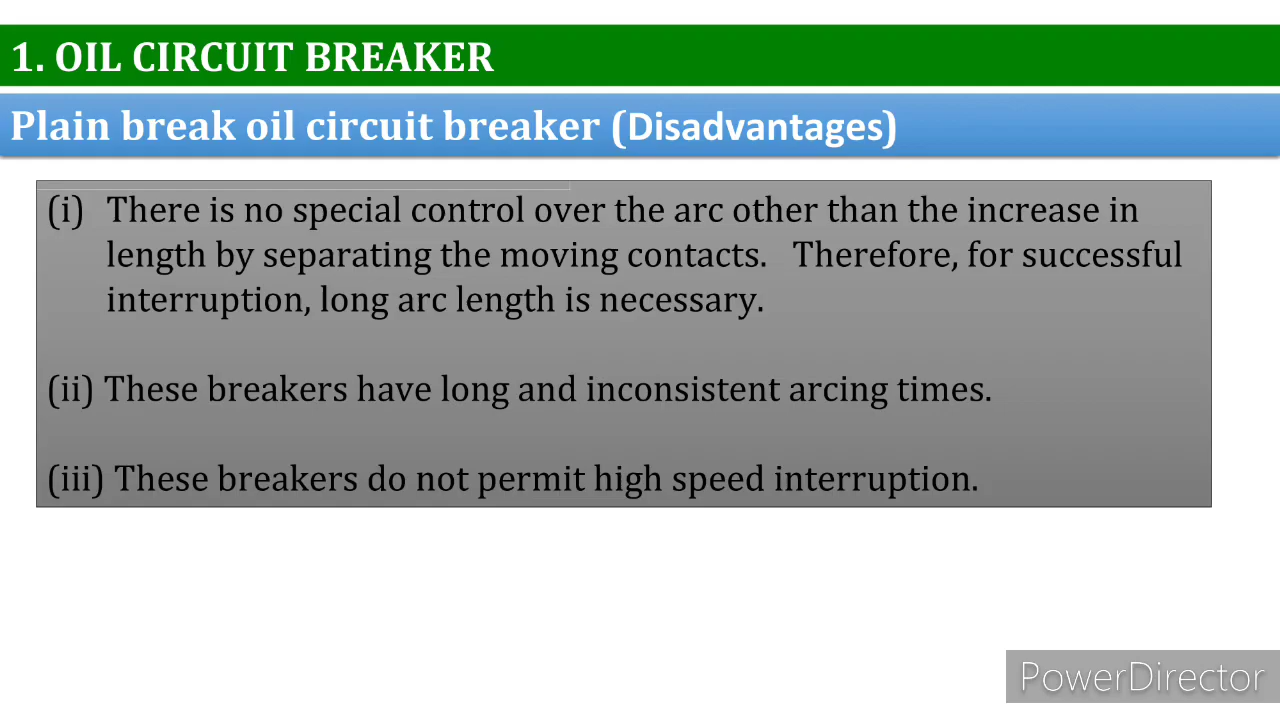 1. OIL CIRCUIT BREAKER
Plain break oil circuit breaker (Disadvantages)
(i) There is no special control over the arc other than the increase in
length by separating the moving contacts. Therefore, for successful
interruption, long arc length is necessary.
(ii) These breakers have long and inconsistent arcing times.
(iii) These breakers do not permit high speed interruption.
PowerDirector